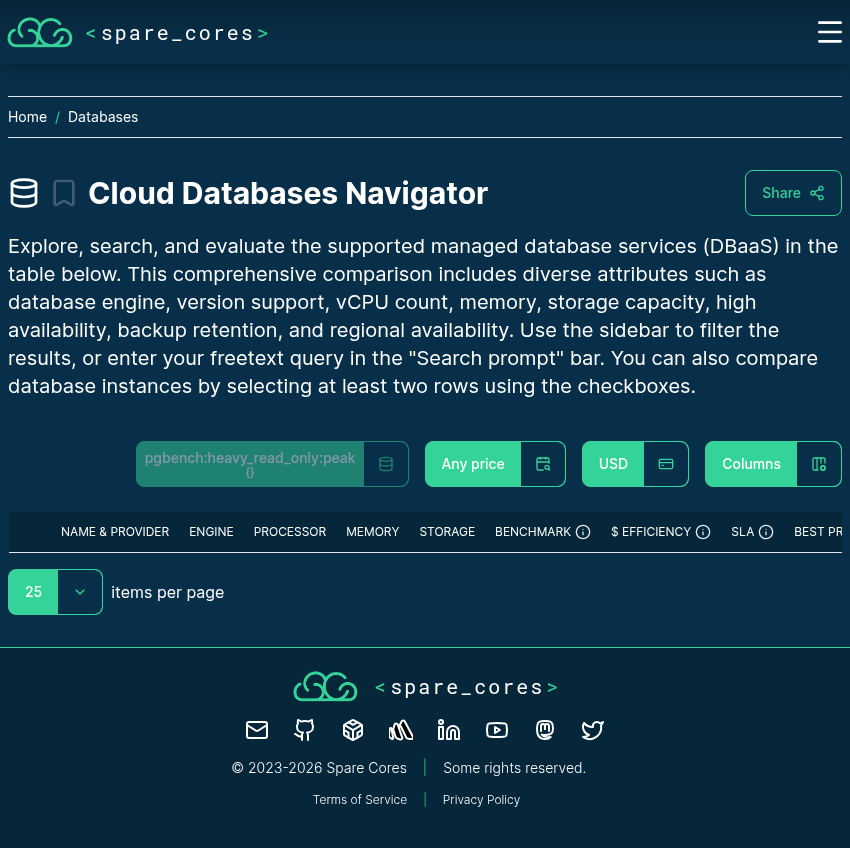 <spare_cores>
Home / Databases
Cloud Databases Navigator
Share
Explore, search, and evaluate the supported managed database services (DBaaS) in the
table below. This comprehensive comparison includes diverse attributes such as
database engine, version support, vCPU count, memory, storage capacity, high
availability, backup retention, and regional availability. Use the sidebar to filter the
results, or enter your freetext query in the "Search prompt" bar. You can also compare
database instances by selecting at least two rows using the checkboxes.
pgbench:heavy_read_only:peak
{}
Any price
USD
Columns
NAME & PROVIDER ENGINE PROCESSOR MEMORY STORAGE BENCHMARK $ EFFICIENCY SLA BEST PR
25 items per page
<spare_cores>
© 2023-2026 Spare Cores | Some rights reserved.
Terms of Service | Privacy Policy